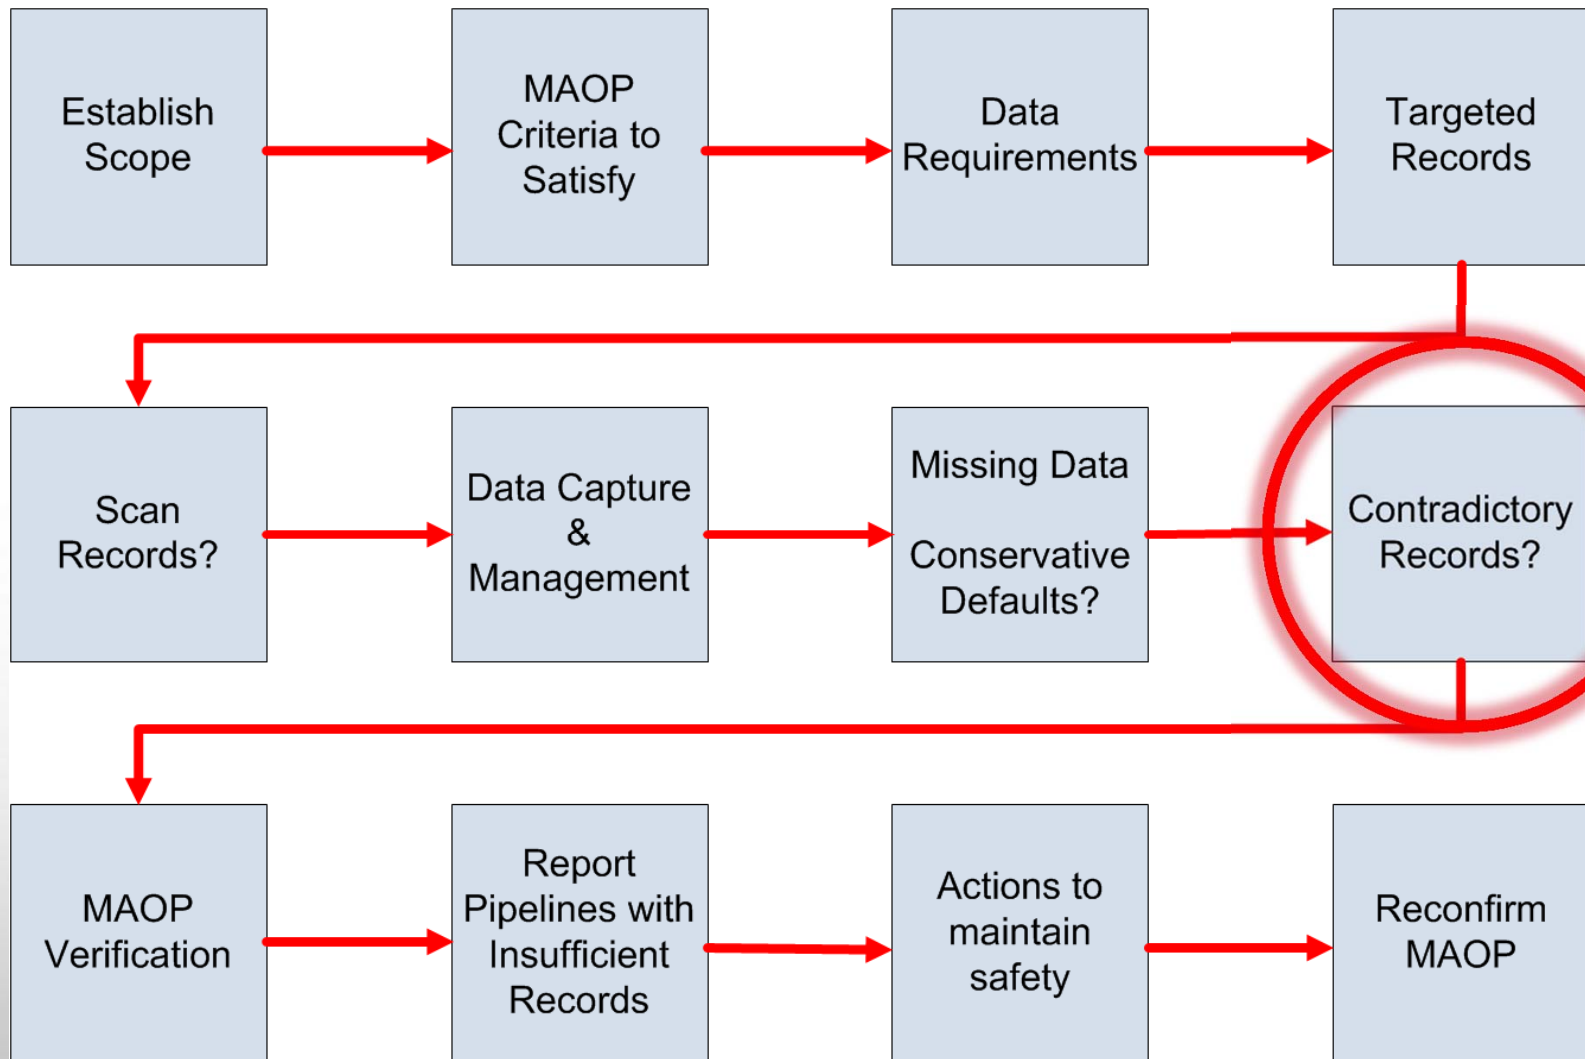 Establish
Scope
MAOP
Criteria to
Satisfy
Data
Requirements
Targeted
Records
Scan
Records?
Data Capture
&
Management
Missing Data
Conservative
Defaults?
Contradictory
Records?
MAOP
Verification
Report
Pipelines with
Insufficient
Records
Actions to
maintain
safety
Reconfirm
MAOP